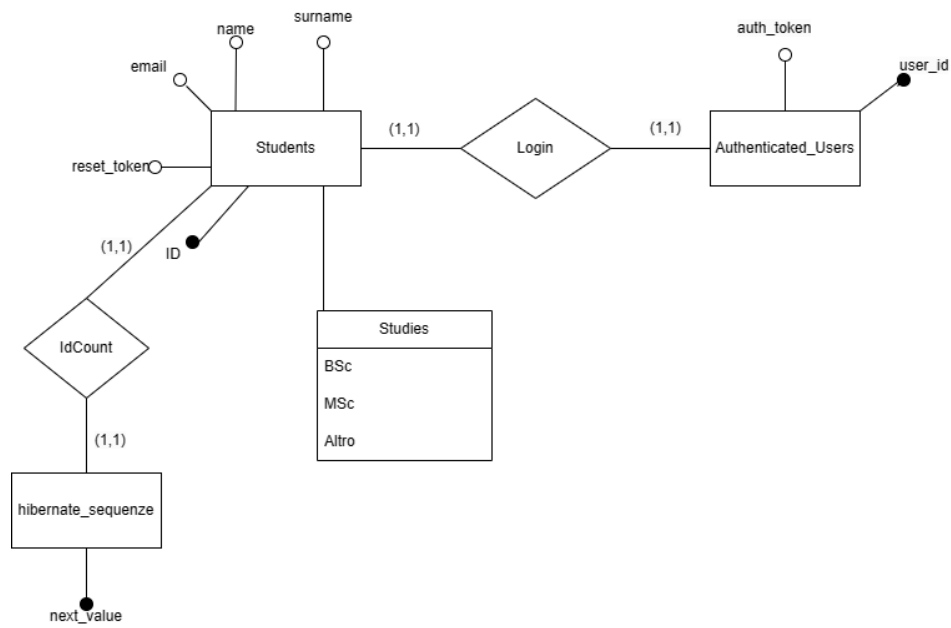 surname
name
auth_token
email
user_id
(1,1)
(1,1)
Students
Login
Authenticated_Users
reset_token
(1,1)
ID
Studies
IdCount
BSc
MSc
Altro
(1,1)
hibernate_sequenze
next_value